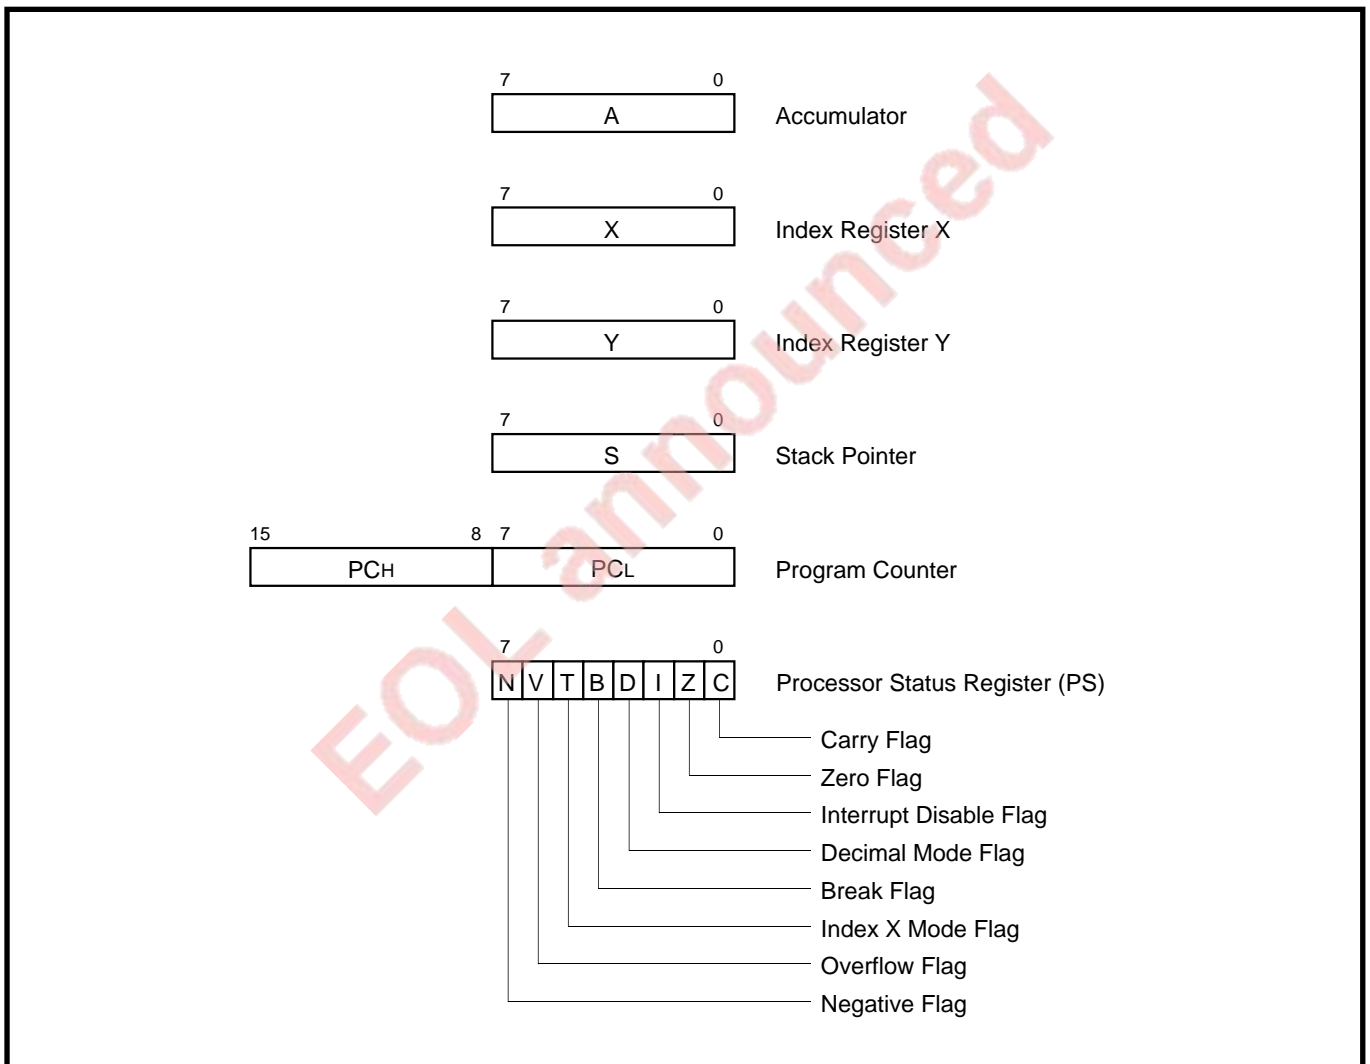 7 0
A Accumulator
7 0
X Index Register X
7 0
Y Index Register Y
7 0
S Stack Pointer
15 8 7 0
PCH PCL Program Counter
7 0
N V T B D I Z C Processor Status Register (PS)
Carry Flag
Zero Flag
Interrupt Disable Flag
Decimal Mode Flag
Break Flag
Index X Mode Flag
Overflow Flag
Negative Flag
EOL announced